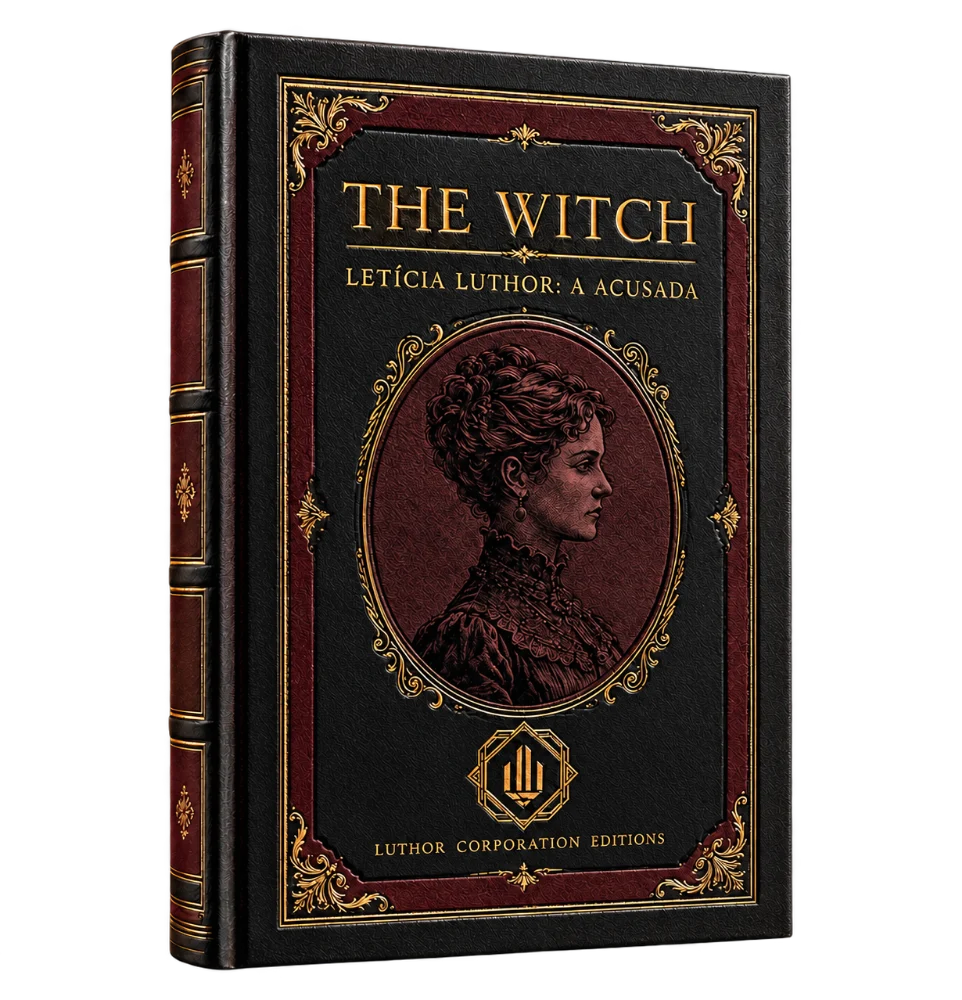 THE WITCH
LETÍCIA LUTHOR: A ACUSADA
LUTHOR CORPORATION EDITIONS